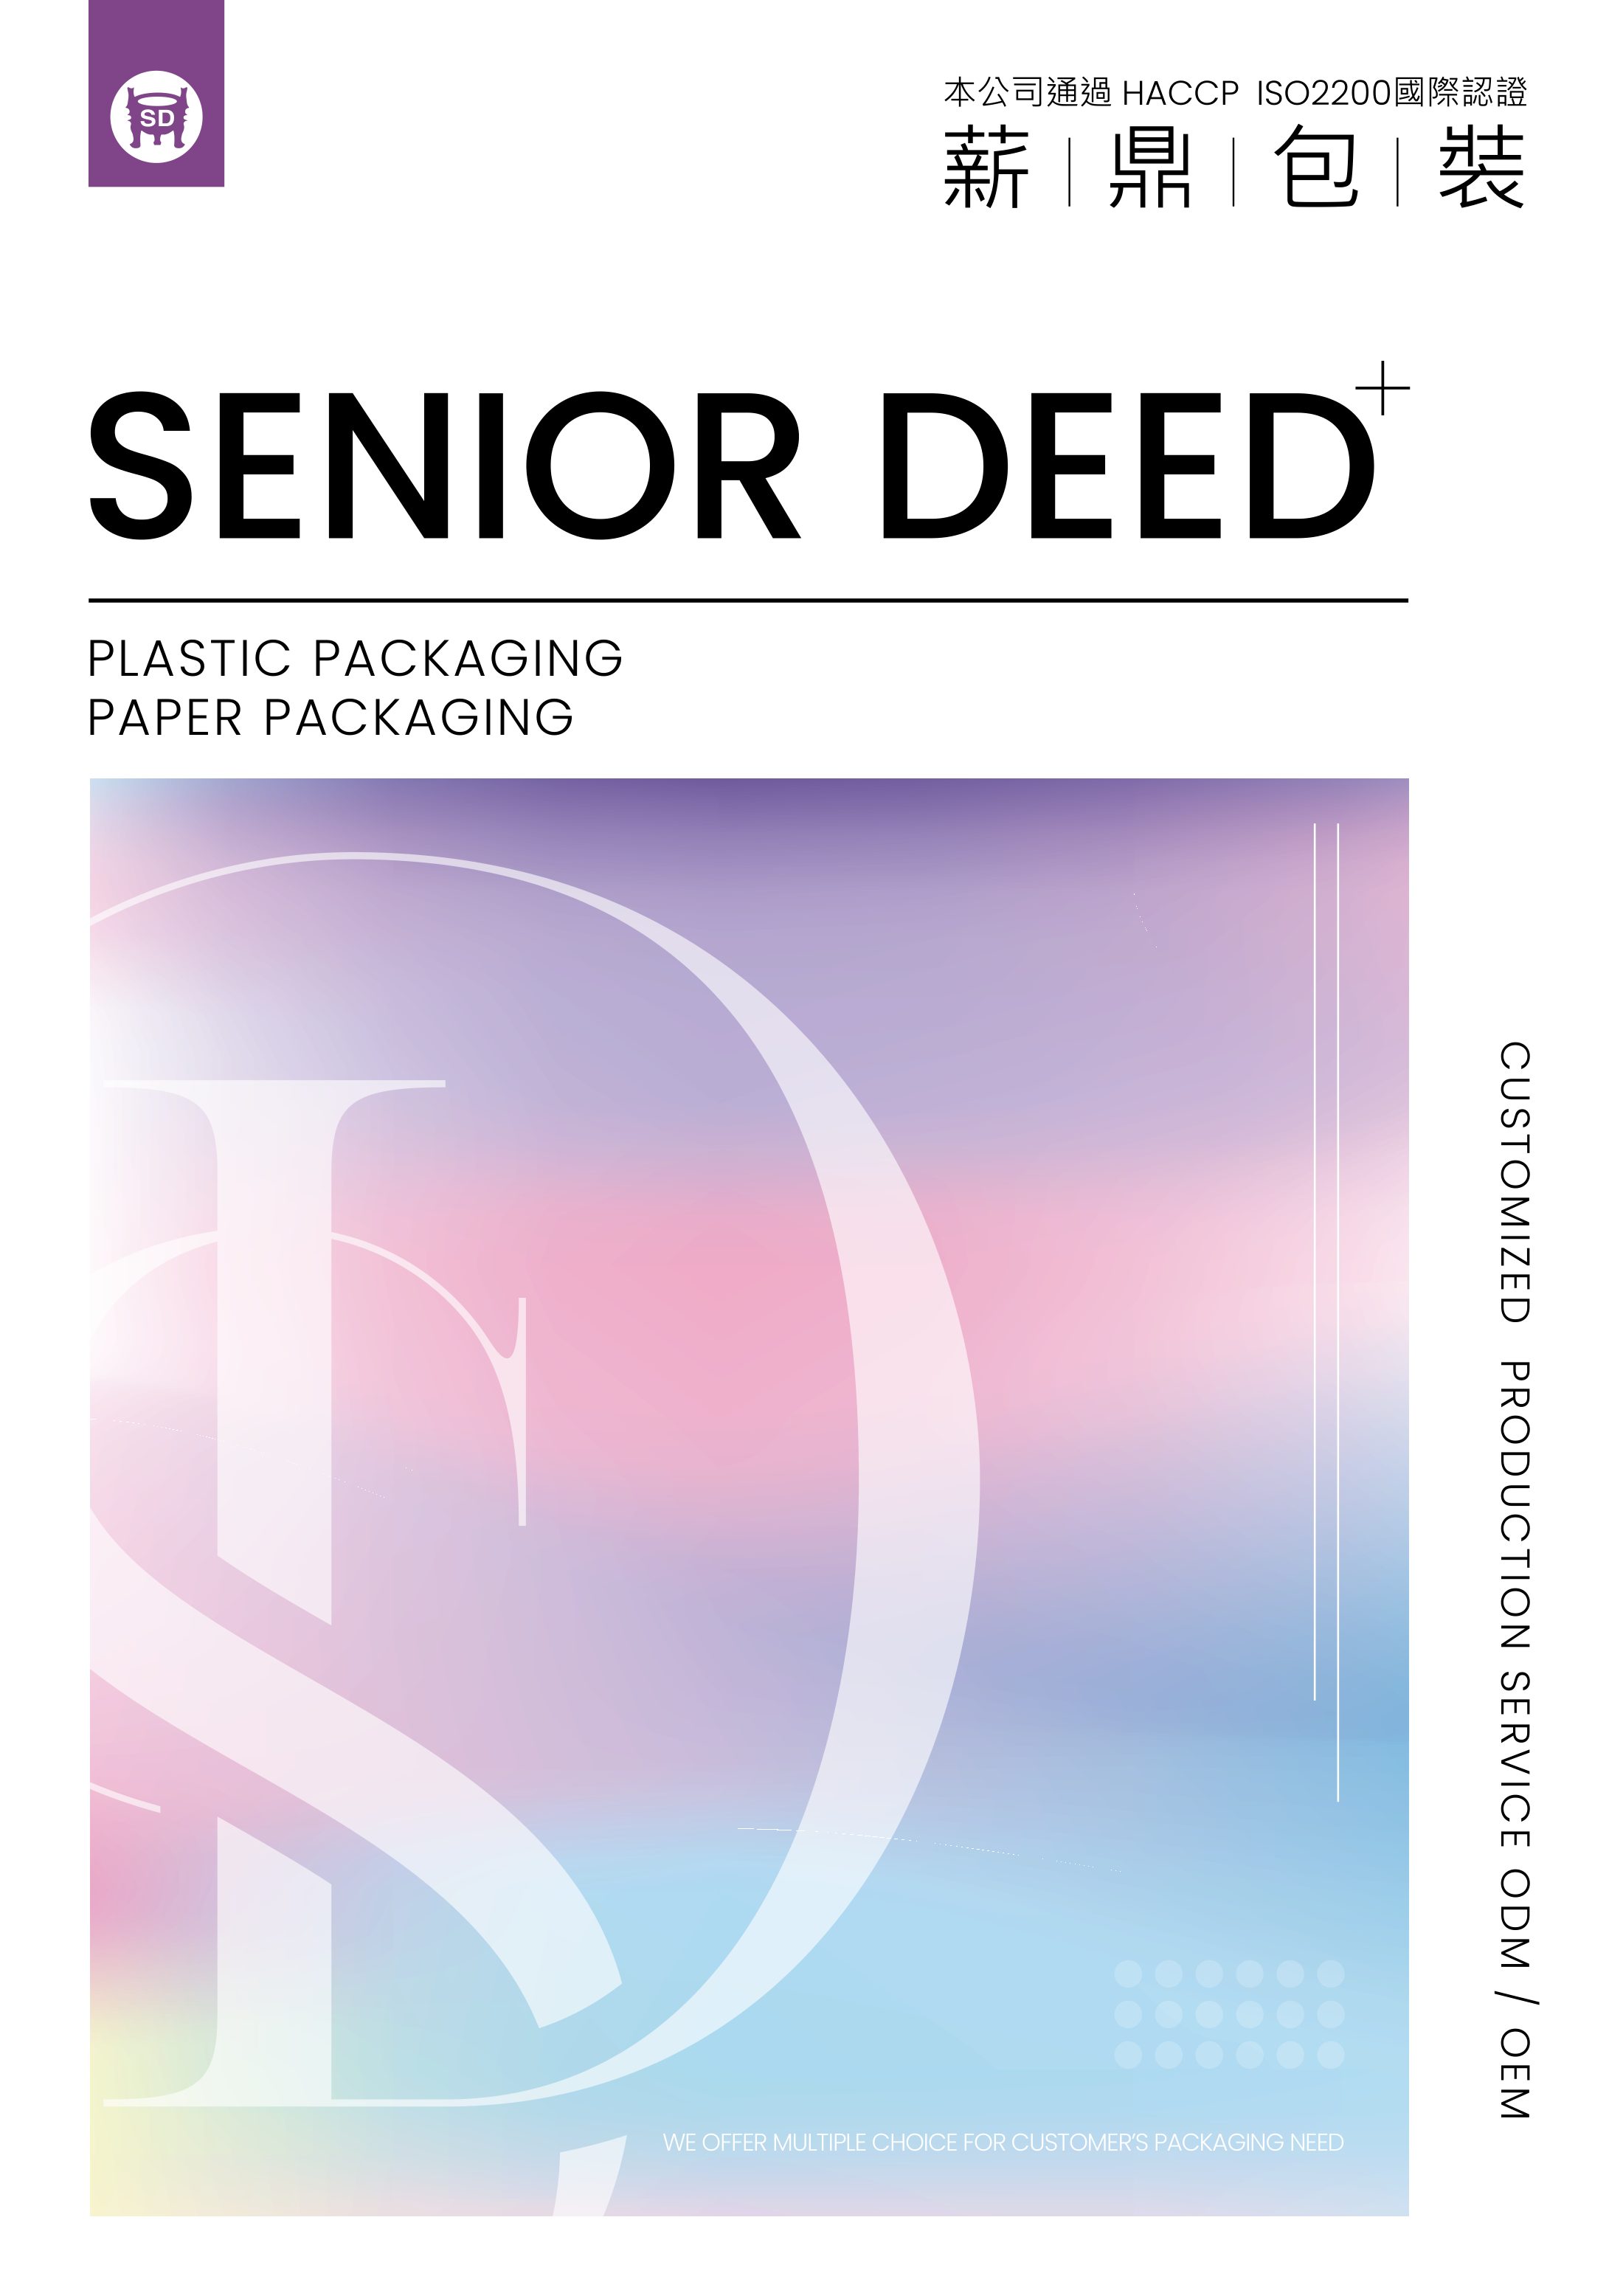 SD
本公司通過 HACCP ISO2200國際認證
薪|鼎|包|裝
SENIOR DEED+
PLASTIC PACKAGING
PAPER PACKAGING
CUSTOMIZED PRODUCTION SERVICE ODM / OEM
SD
WE OFFER MULTIPLE CHOICE FOR CUSTOMER'S PACKAGING NEED